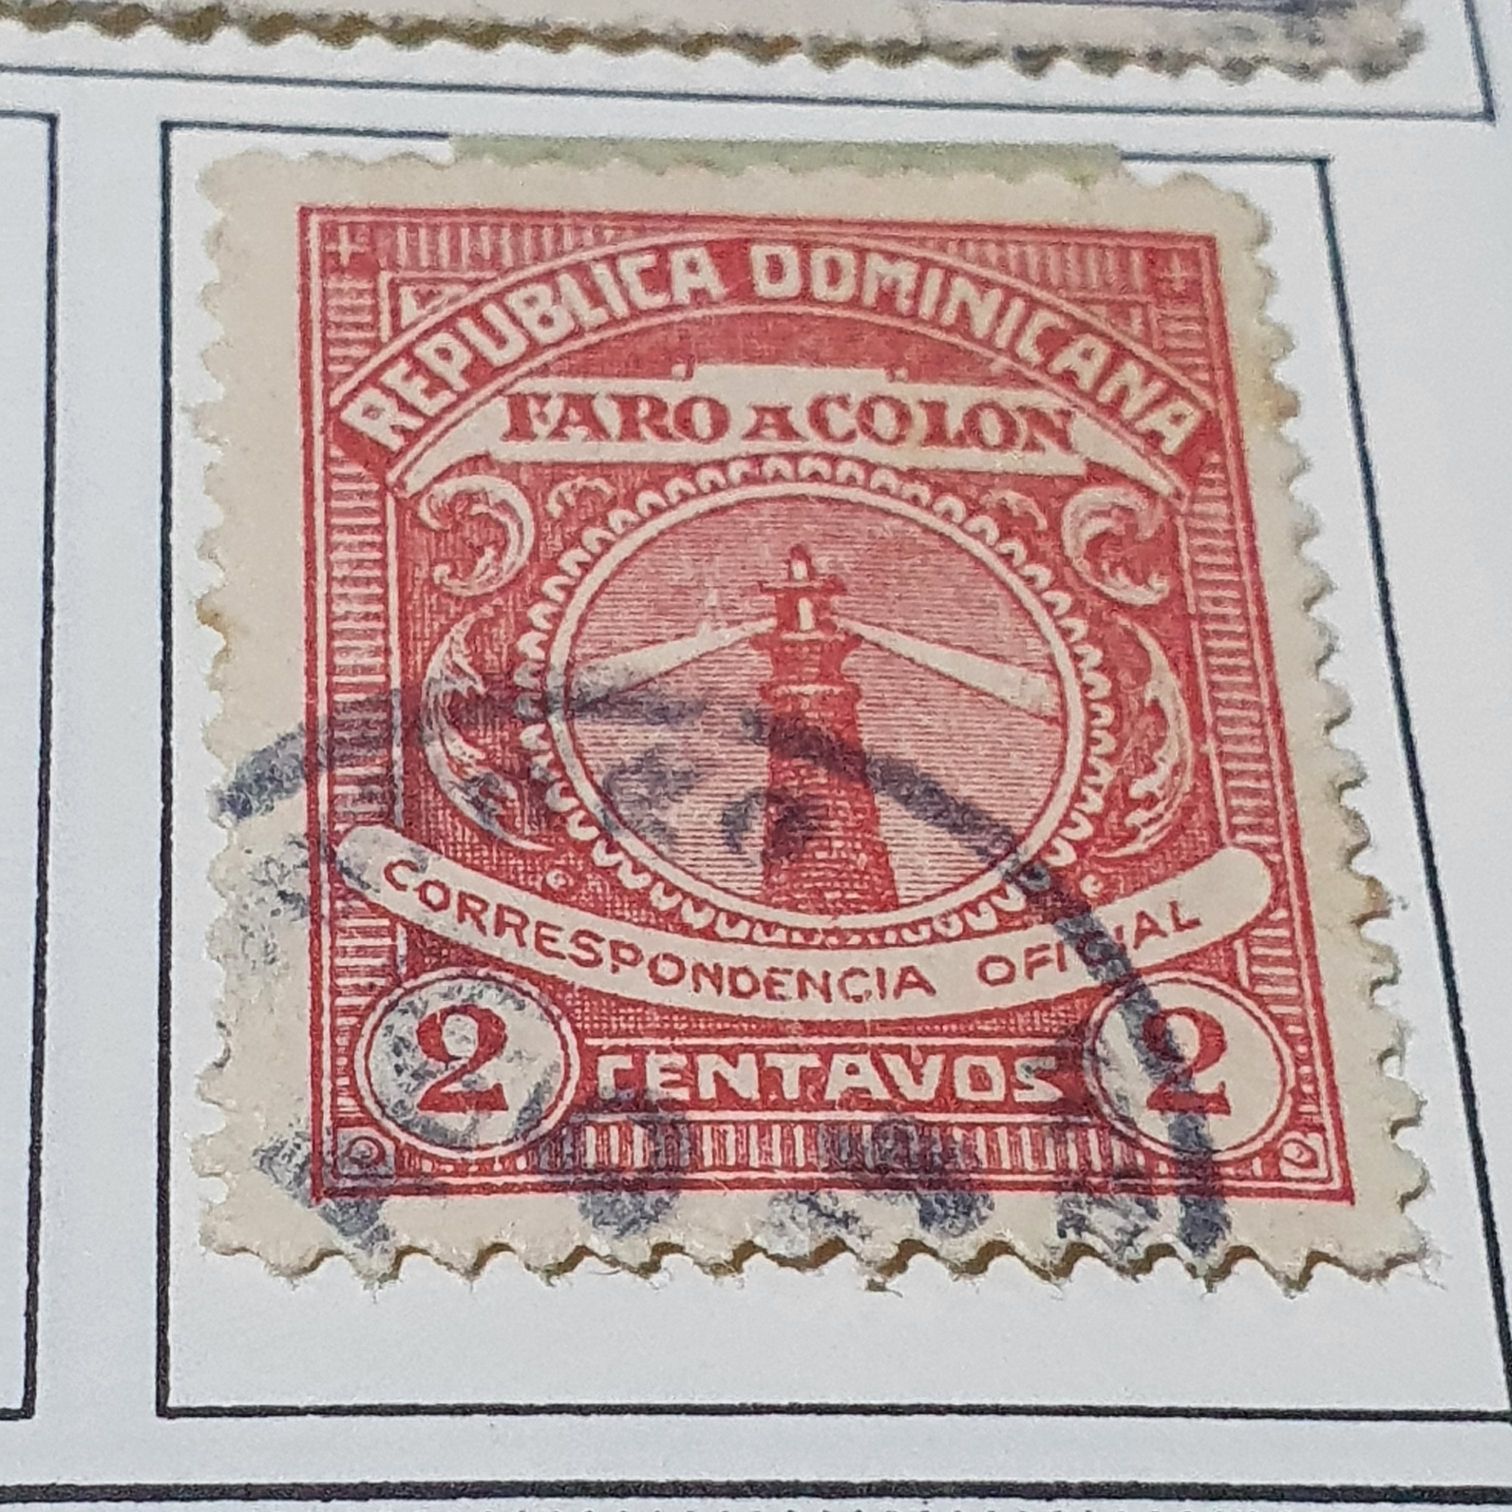 REPUBLICA DOMINICANA
FARO A COLON
CORRESPONDENCIA OFICIAL
2 CENTAVOS 2